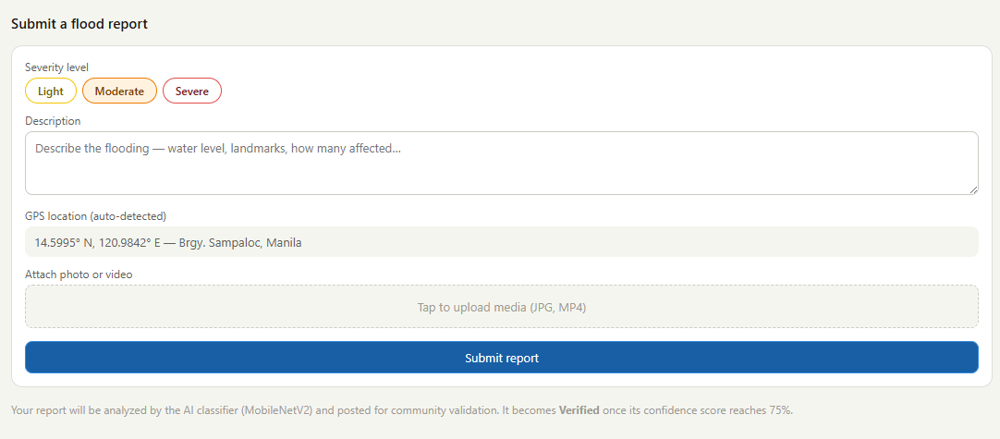 Submit a flood report
Severity level
Light Moderate Severe
Description
Describe the flooding — water level, landmarks, how many affected...
GPS location (auto-detected)
14.5995° N, 120.9842° E — Brgy. Sampaloc, Manila
Attach photo or video
Tap to upload media (JPG, MP4)
Submit report
Your report will be analyzed by the AI classifier (MobileNetV2) and posted for community validation. It becomes Verified once its confidence score reaches 75%.